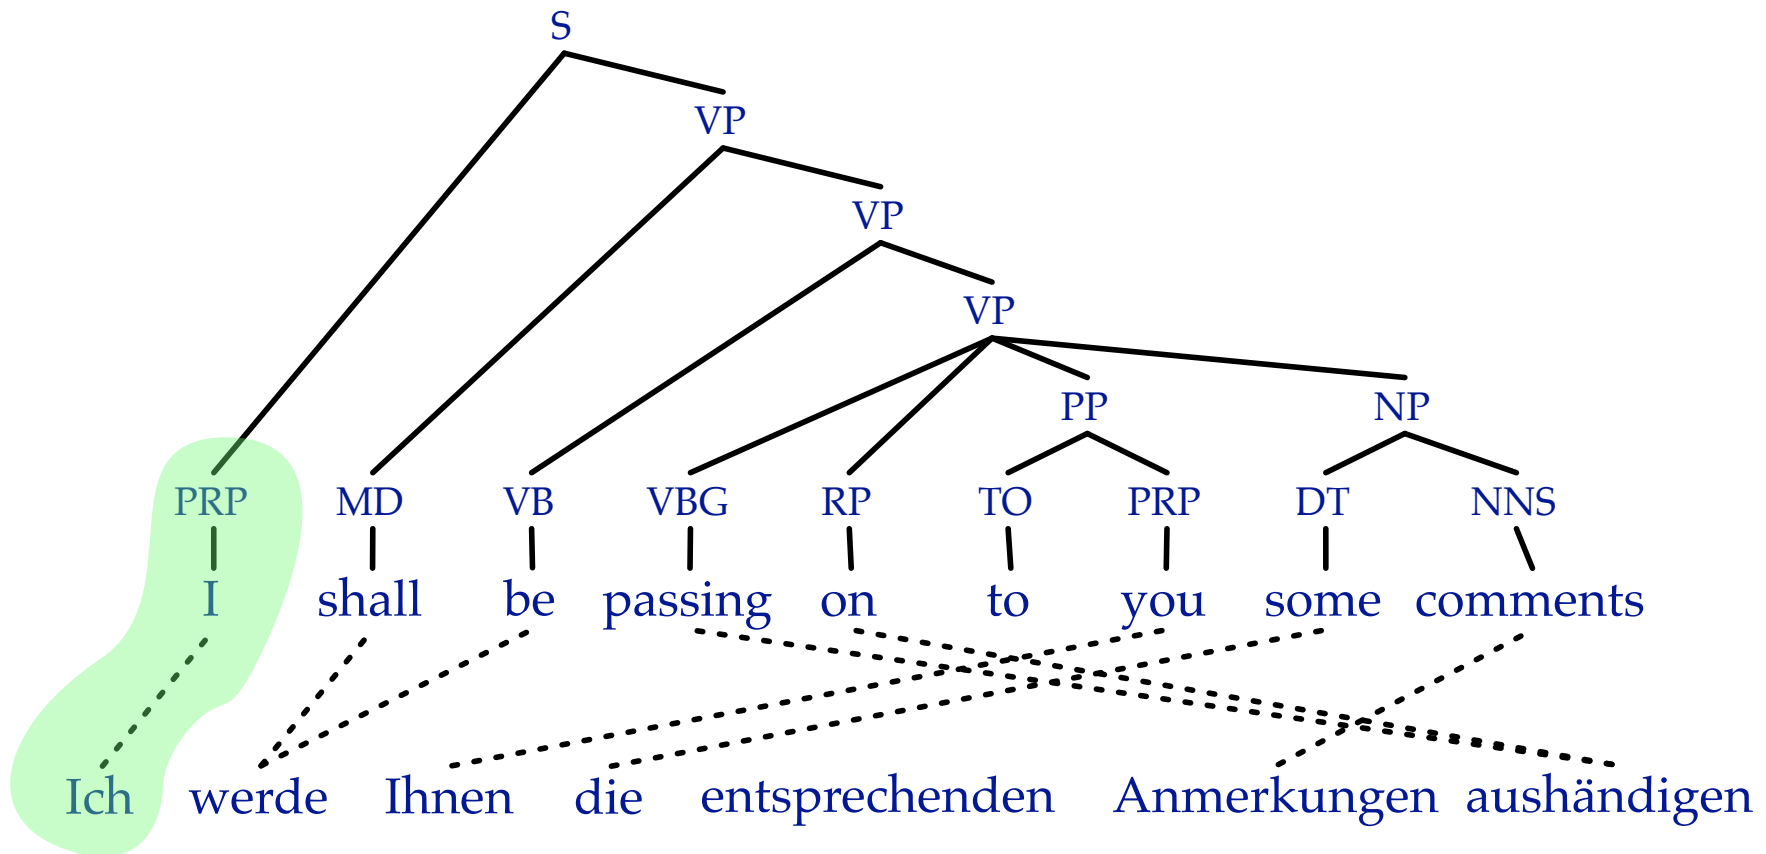 S
VP
VP
VP
PP NP
PRP MD VB VBG RP TO PRP DT NNS
I shall be passing on to you some comments
Ich werde Ihnen die entsprechenden Anmerkungen aushändigen